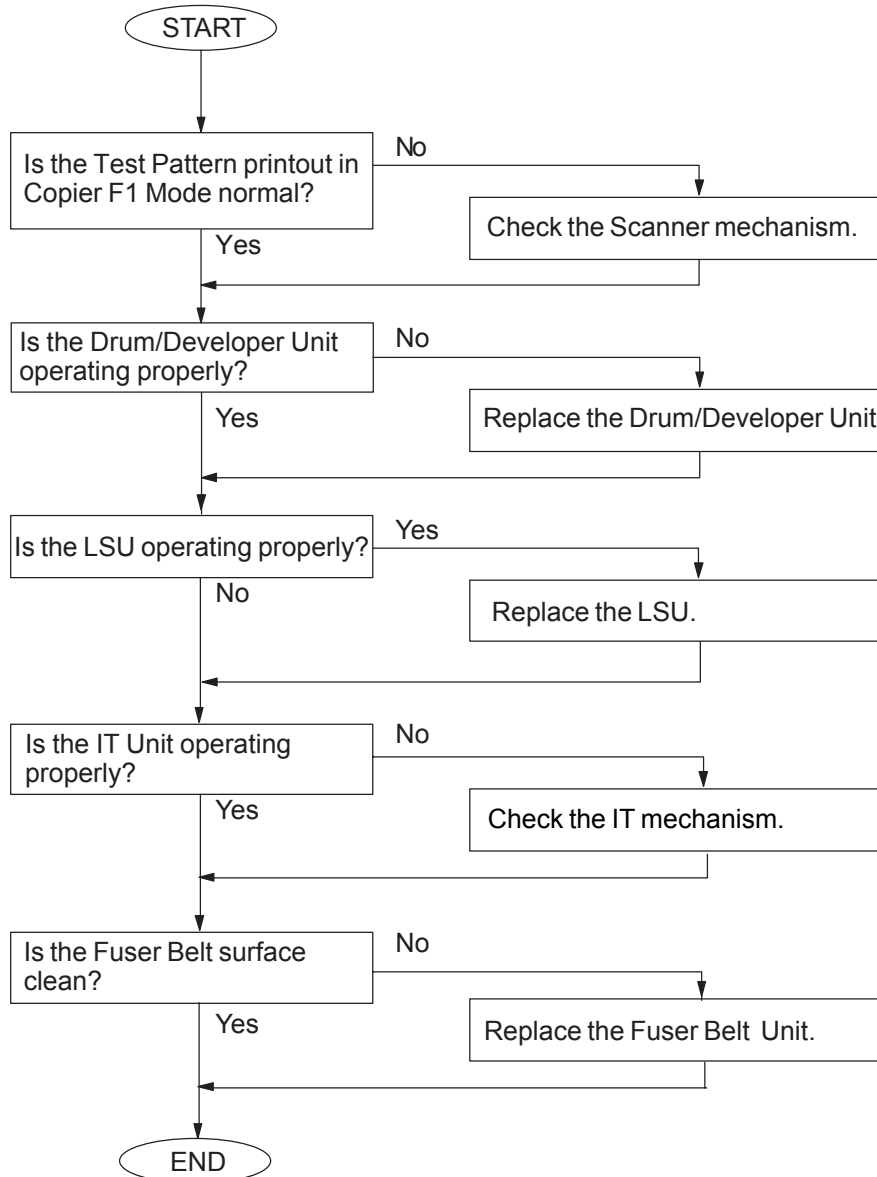 START
Is the Test Pattern printout in
Copier F1 Mode normal?
No
Check the Scanner mechanism.
Yes
Is the Drum/Developer Unit
operating properly?
No
Replace the Drum/Developer Unit
Yes
Is the LSU operating properly?
Yes
Replace the LSU.
No
Is the IT Unit operating
properly?
No
Check the IT mechanism.
Yes
Is the Fuser Belt surface
clean?
No
Replace the Fuser Belt Unit.
Yes
END